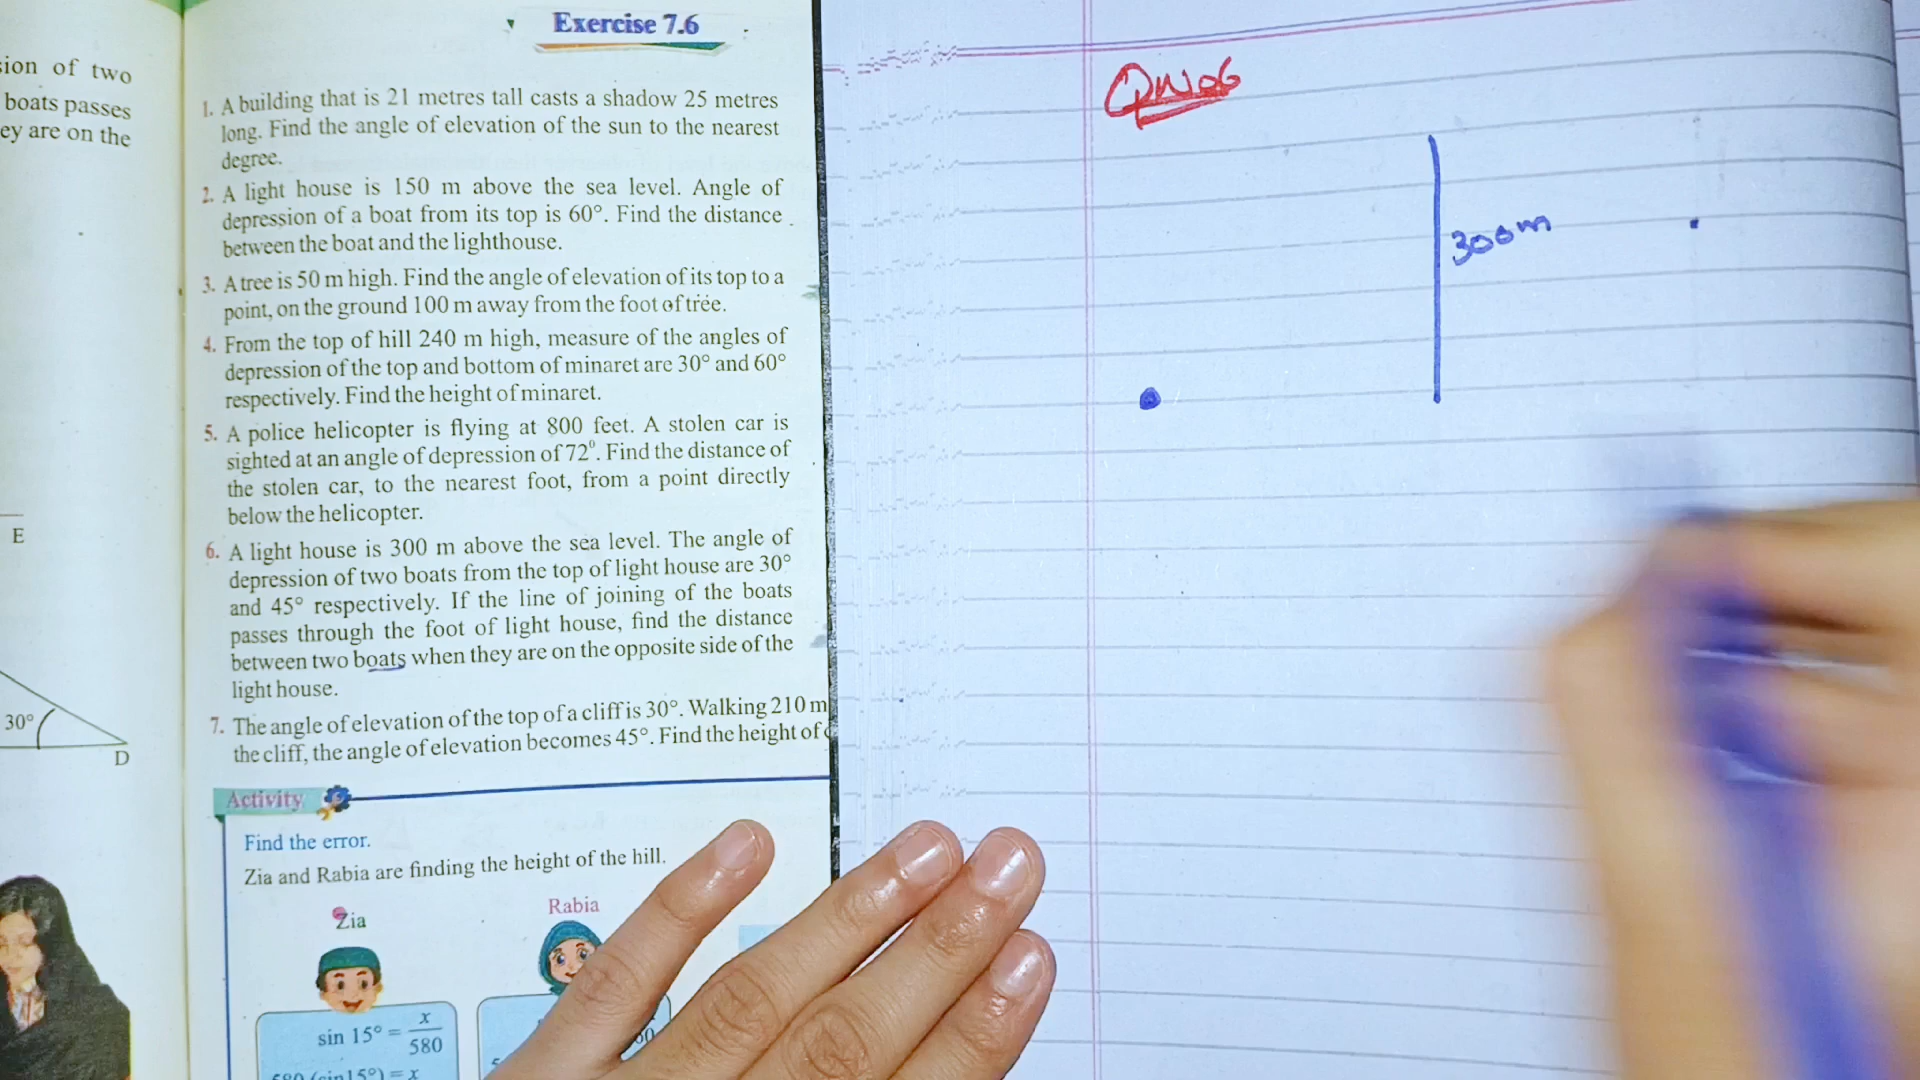 Exercise 7.6
sion of two
boats passes
ey are on the
1. A building that is 21 metres tall casts a shadow 25 metres
long. Find the angle of elevation of the sun to the nearest
degree.
2. A light house is 150 m above the sea level. Angle of
depression of a boat from its top is 60°. Find the distance
between the boat and the lighthouse.
3. A tree is 50 m high. Find the angle of elevation of its top to a
point, on the ground 100 m away from the foot of tree.
4. From the top of hill 240 m high, measure of the angles of
depression of the top and bottom of minaret are 30° and 60°
respectively. Find the height of minaret.
5. A police helicopter is flying at 800 feet. A stolen car is
sighted at an angle of depression of 72⁰. Find the distance of
the stolen car, to the nearest foot, from a point directly
below the helicopter.
6. A light house is 300 m above the sea level. The angle of
depression of two boats from the top of light house are 30°
and 45° respectively. If the line of joining of the boats
passes through the foot of light house, find the distance
between two boats when they are on the opposite side of the
light house.
7. The angle of elevation of the top of a cliff is 30°. Walking 210 m
the cliff, the angle of elevation becomes 45°. Find the height of
E
30°
D
Activity
Find the error.
Zia and Rabia are finding the height of the hill.
Zia
Rabia
sin 15° = x/580
580 (sin15°) = x
QNo6
300m